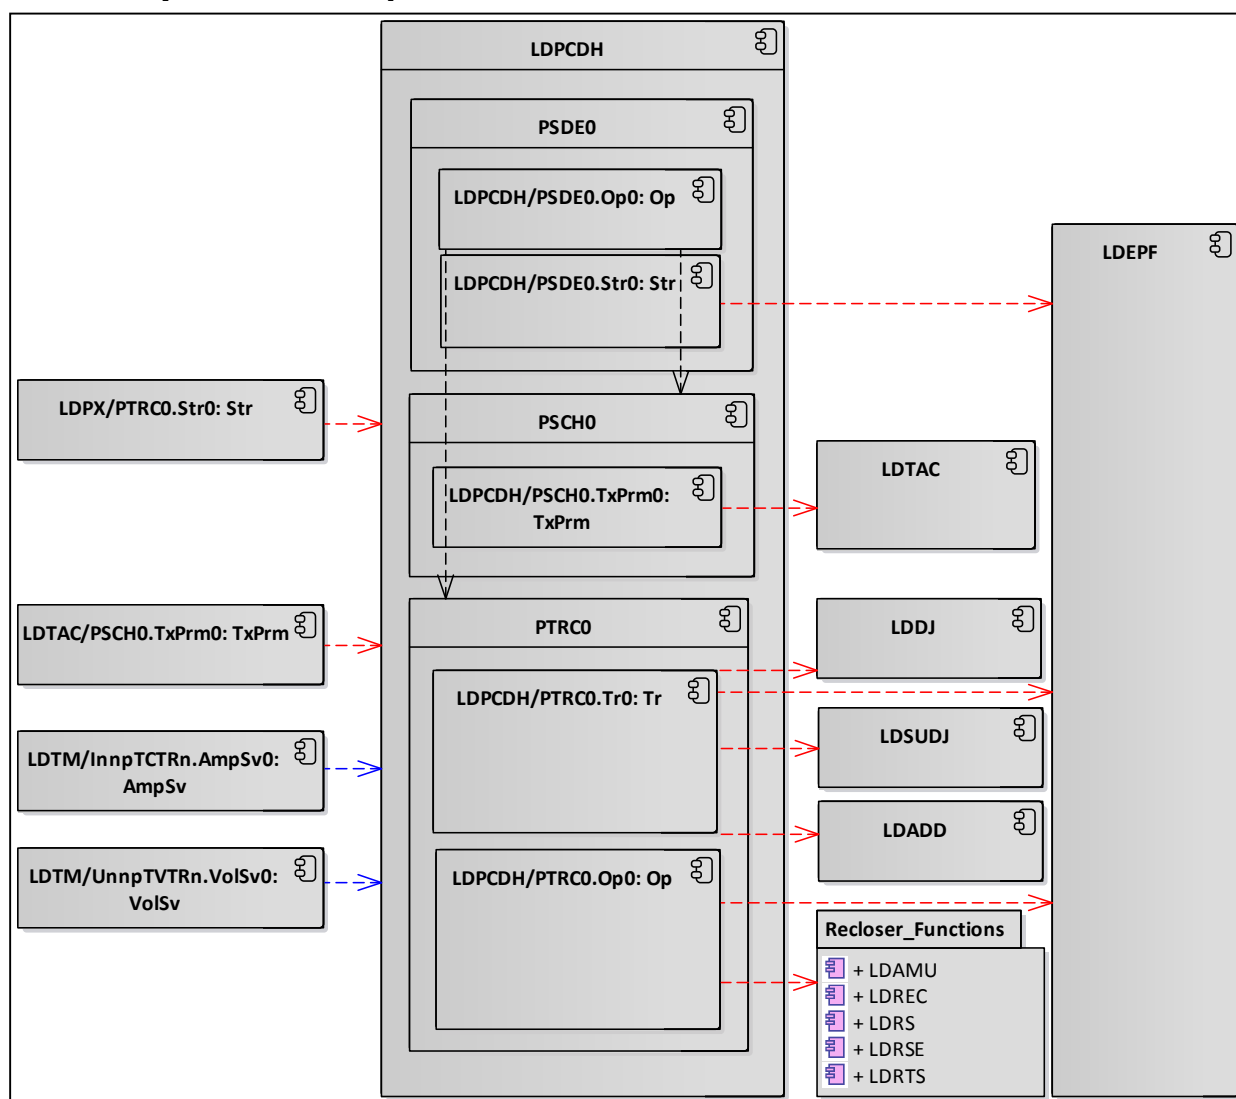 LDPCDH
PSDE0
LDPCDH/PSDE0.Op0: Op
LDPCDH/PSDE0.Str0: Str
LDEPF
LDPX/PTRC0.Str0: Str
PSCH0
LDPCDH/PSCH0.TxPrm0:
TxPrm
LDTAC
LDTAC/PSCH0.TxPrm0: TxPrm
PTRC0
LDDJ
LDPCDH/PTRC0.Tr0: Tr
LDSUDJ
LDTM/InnpTCTRn.AmpSv0:
AmpSv
LDADD
LDTM/UnnpTVTRn.VolSv0:
VolSv
LDPCDH/PTRC0.Op0: Op
Recloser_Functions
+ LDAMU
+ LDREC
+ LDRS
+ LDRSE
+ LDRTS